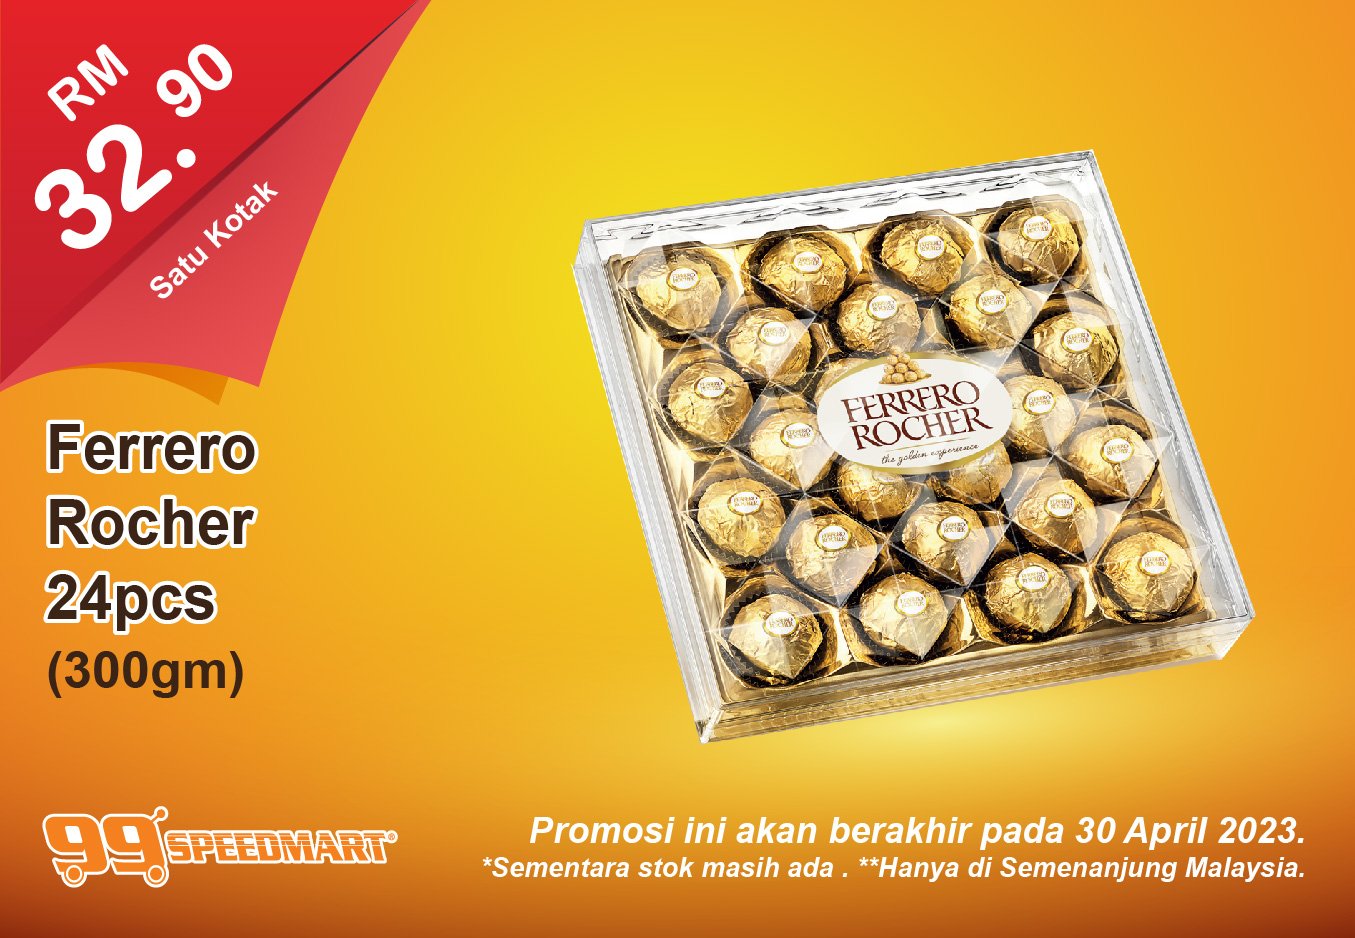 RM
32.90
Satu Kotak
Ferrero
Rocher
24pcs
(300gm)
FERRERO
ROCHER
the golden experience
99 SPEEDMART®
Promosi ini akan berakhir pada 30 April 2023.
*Sementara stok masih ada . **Hanya di Semenanjung Malaysia.